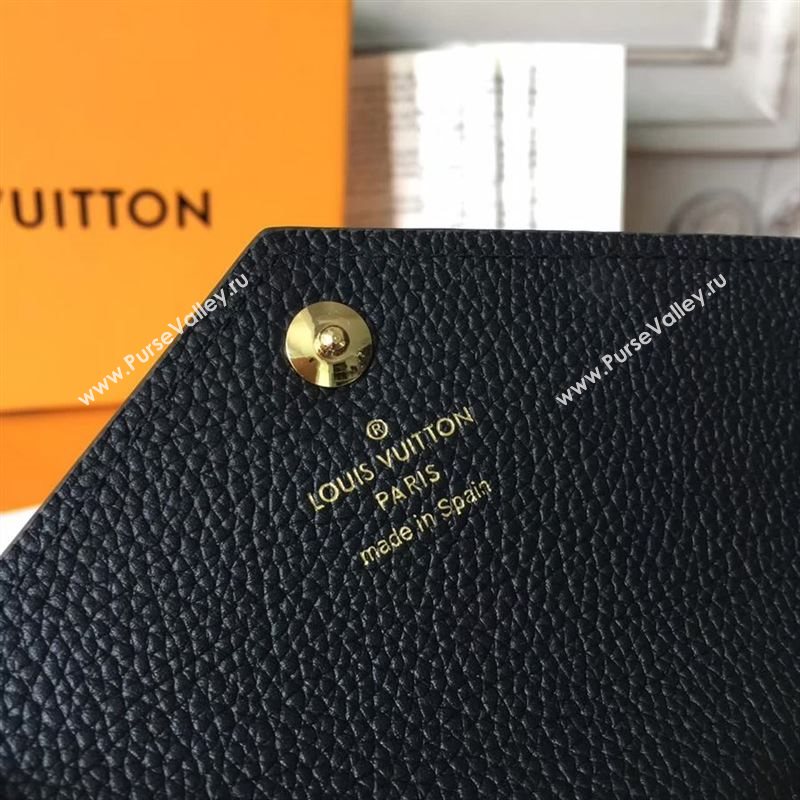 VUITTON
®
LOUIS VUITTON
PARIS
made in Spain
www.PurseValley.ru
www.PurseValley.ru